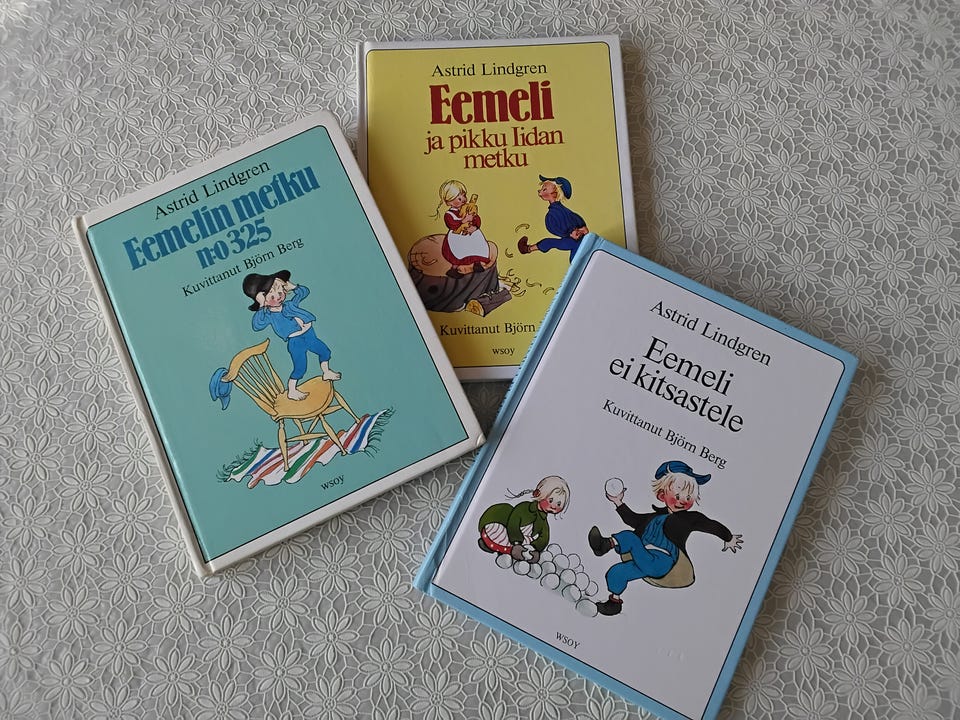 Astrid Lindgren
Eemelin metku
n:o 325
Kuvittanut Björn Berg
WSOY
Astrid Lindgren
Eemeli
ja pikku Iidan
metku
Kuvittanut Björn
WSOY
Astrid Lindgren
Eemeli
ei kitsastele
Kuvittanut Björn Berg
WSOY